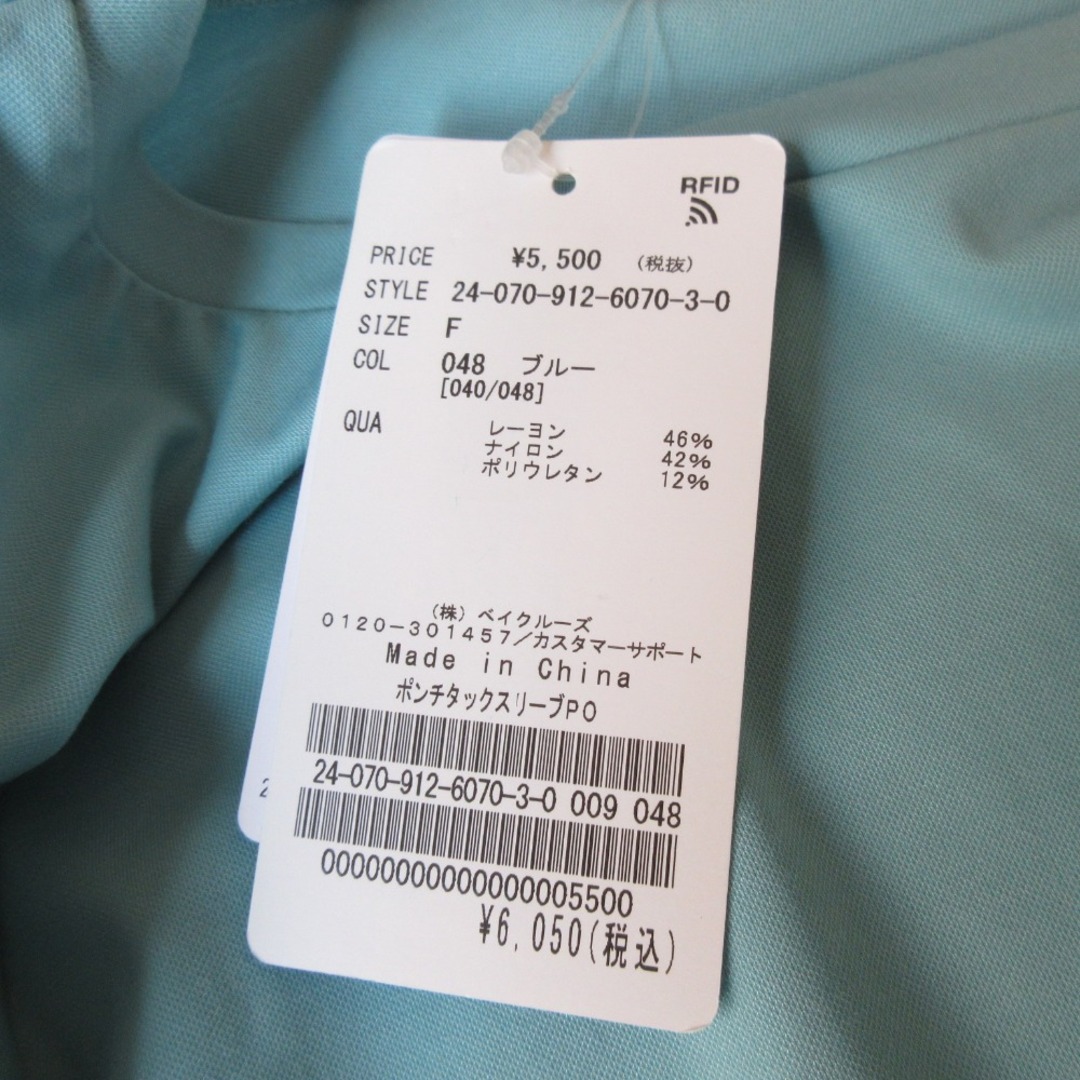 RFID
PRICE ¥5,500 (税抜)
STYLE 24-070-912-6070-3-0
SIZE F
COL 048 ブルー
[040/048]
QUA レーヨン 46%
ナイロン 42%
ポリウレタン 12%
(株)ベイクルーズ
0120-301457/カスタマーサポート
Made in China
ポンチタックスリーブPO
24-070-912-6070-3-0 009 048
2
00000000000000005500
¥6,050(税込)